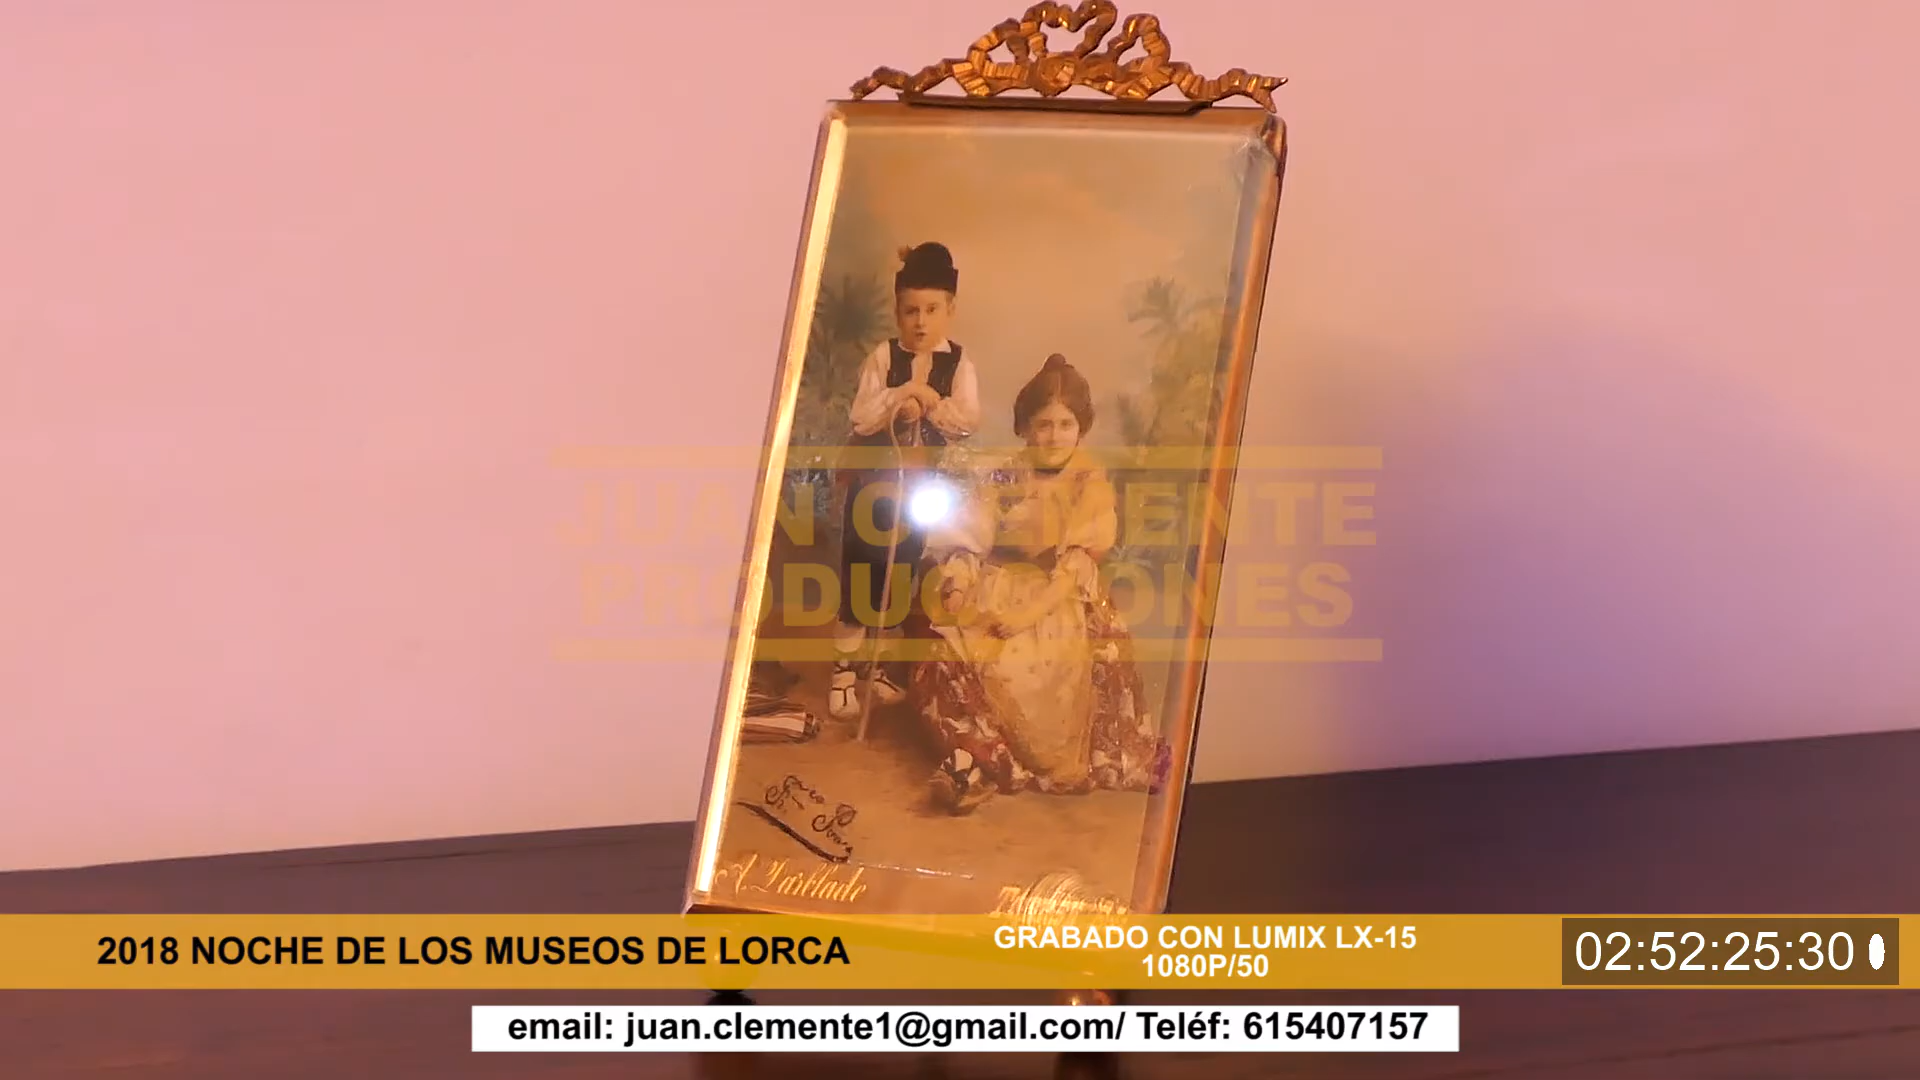 JUAN CLEMENTE
PRODUCCIONES
2018 NOCHE DE LOS MUSEOS DE LORCA
GRABADO CON LUMIX LX-15
1080P/50
02:52:25:30
email: juan.clemente1@gmail.com/ Teléf: 615407157